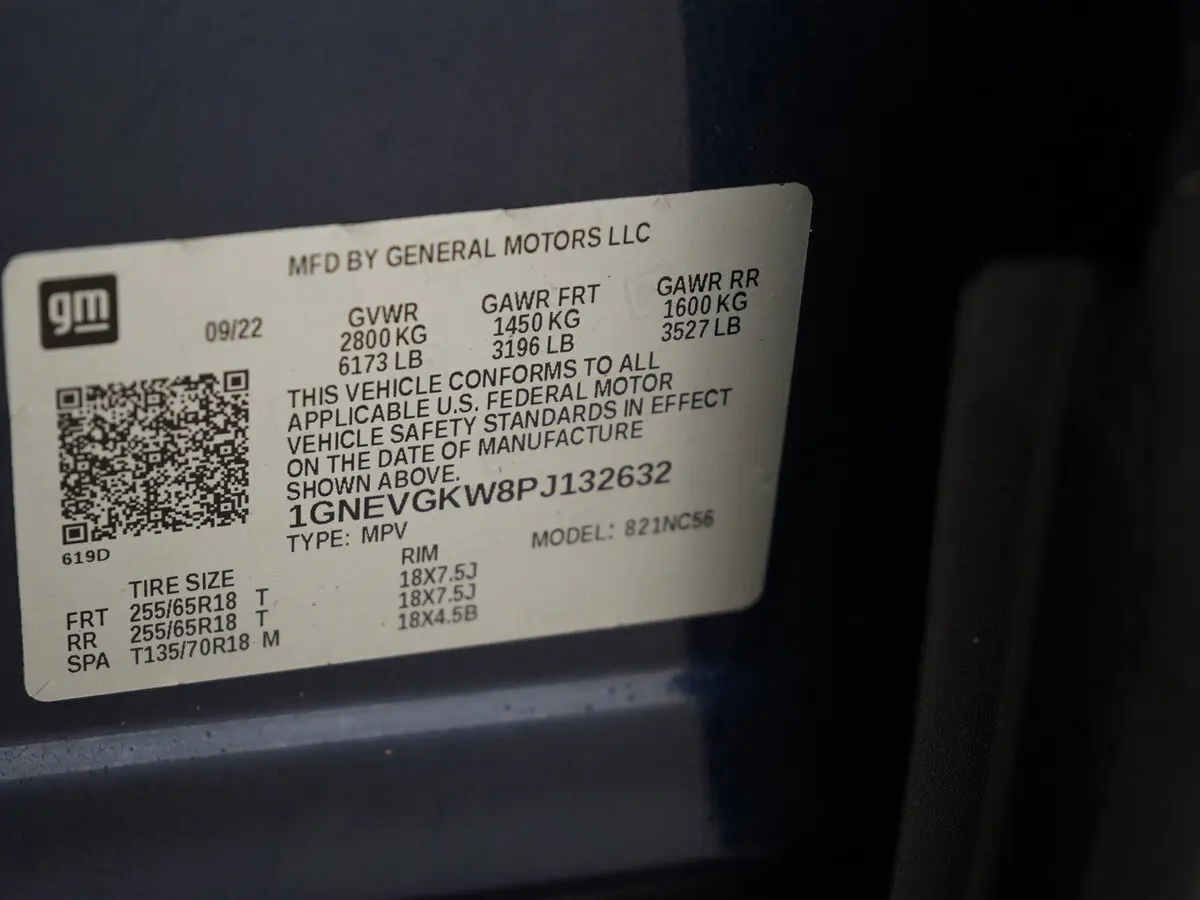 MFD BY GENERAL MOTORS LLC
gm
09/22
GVWR GAWR FRT GAWR RR
2800 KG 1450 KG 1600 KG
6173 LB 3196 LB 3527 LB
THIS VEHICLE CONFORMS TO ALL
APPLICABLE U.S. FEDERAL MOTOR
VEHICLE SAFETY STANDARDS IN EFFECT
ON THE DATE OF MANUFACTURE
SHOWN ABOVE.
1GNEVGKW8PJ132632
TYPE: MPV MODEL: 821NC56
619D
TIRE SIZE RIM
FRT 255/65R18 T 18X7.5J
RR 255/65R18 T 18X7.5J
SPA T135/70R18 M 18X4.5B